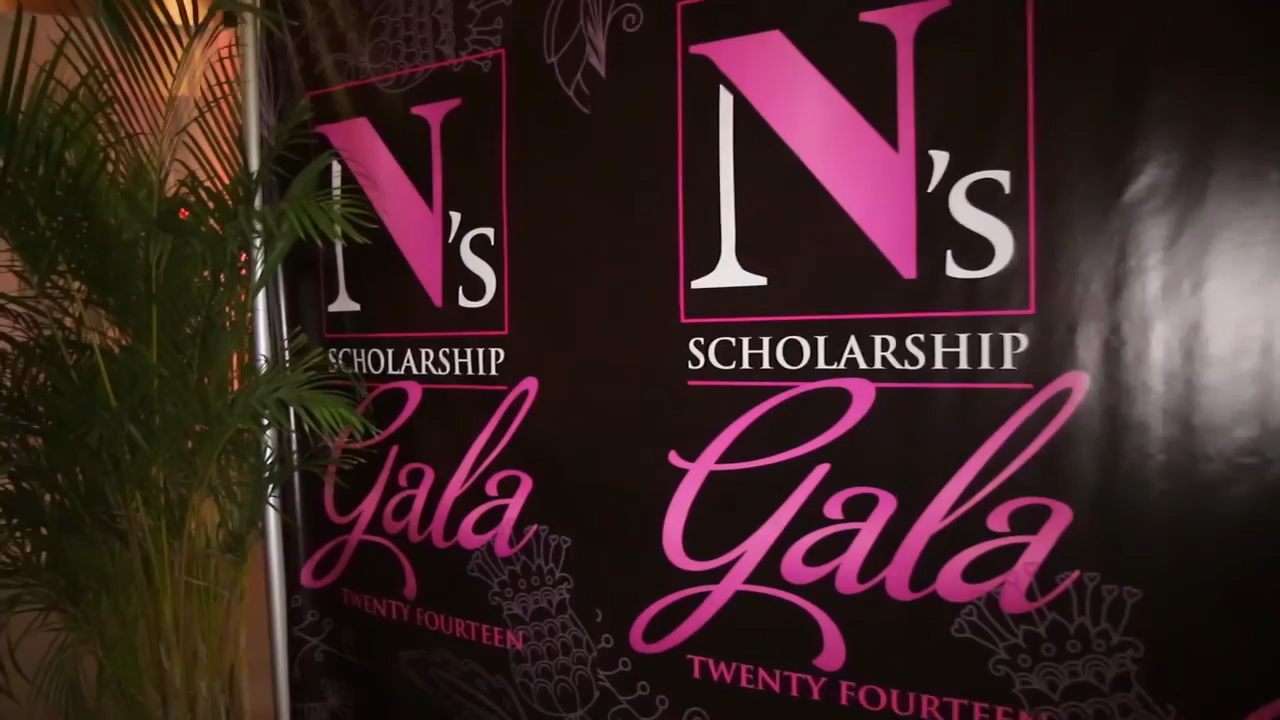 N's
SCHOLARSHIP
Gala
TWENTY FOURTEEN
N's
SCHOLARSHIP
Gala
TWENTY FOURTEEN